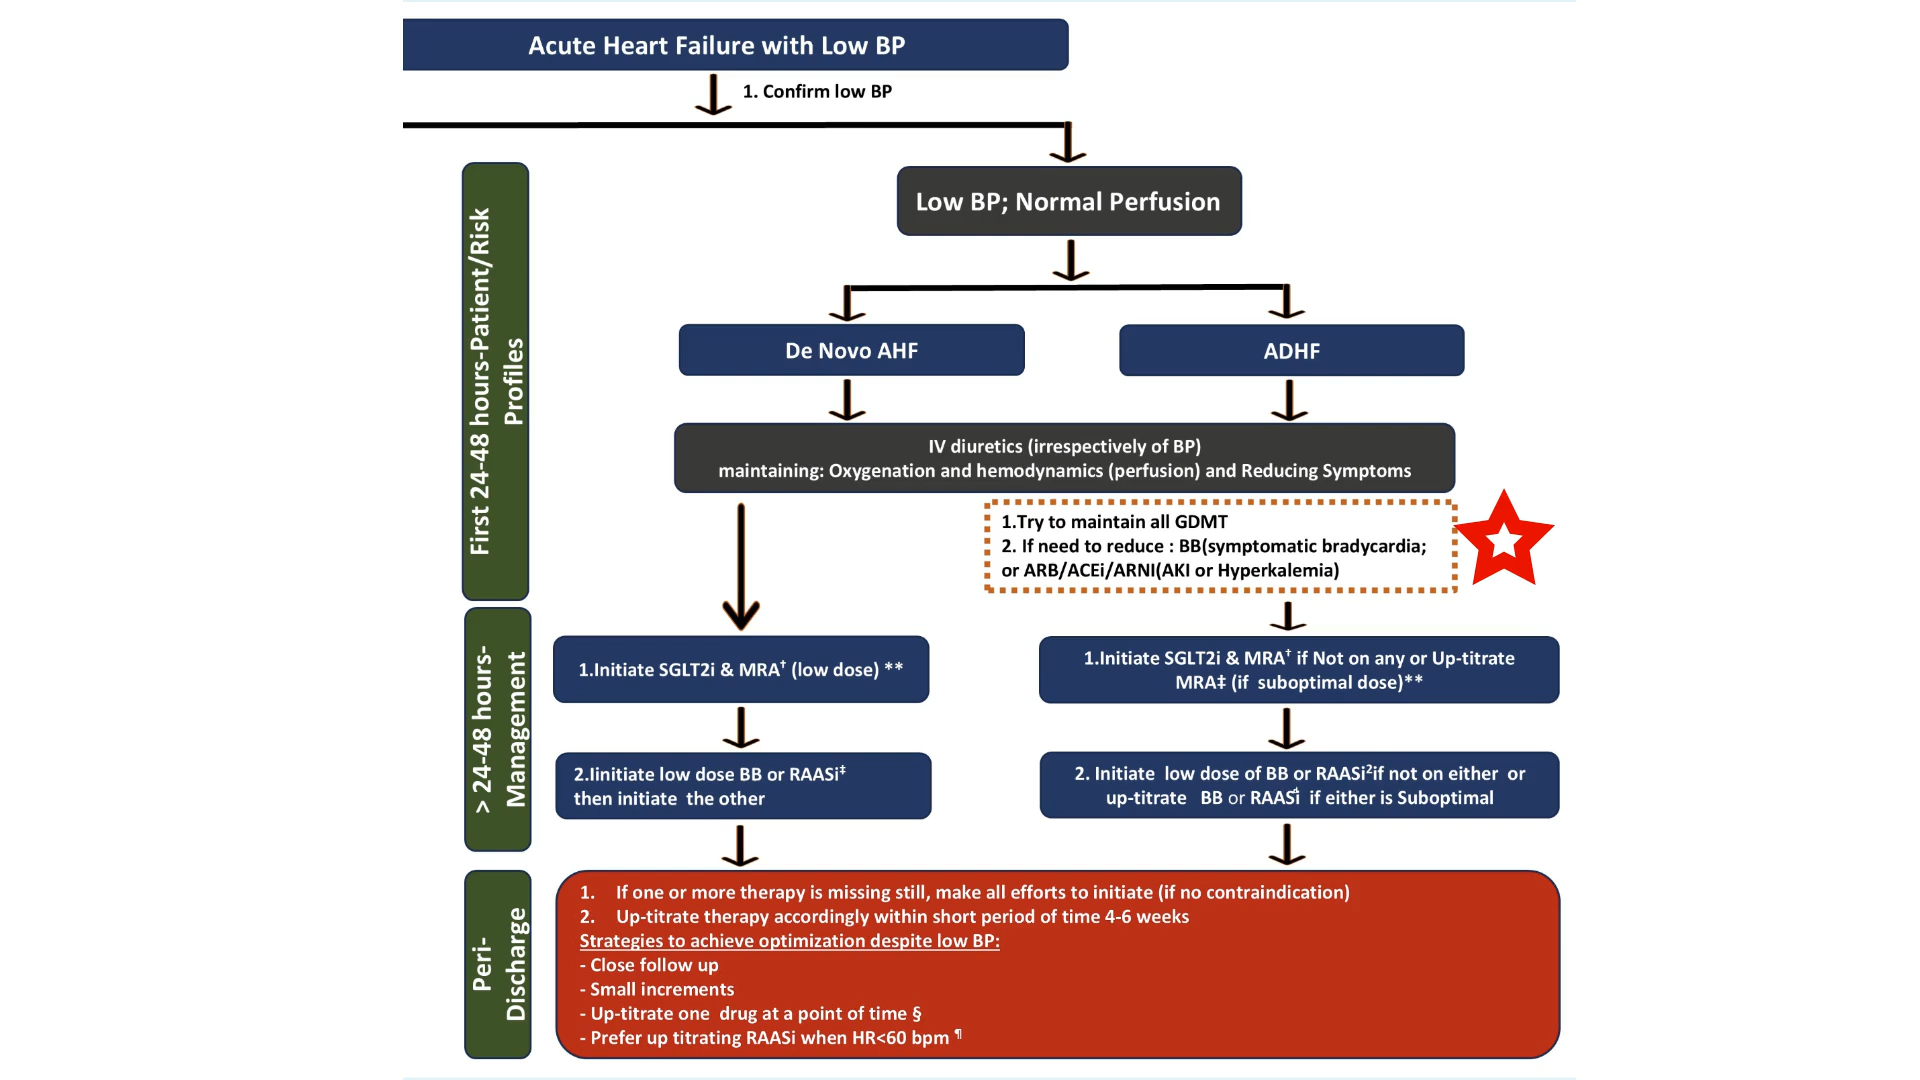 Acute Heart Failure with Low BP
1. Confirm low BP
First 24-48 hours-Patient/Risk
Profiles
Low BP; Normal Perfusion
De Novo AHF
ADHF
IV diuretics (irrespectively of BP)
maintaining: Oxygenation and hemodynamics (perfusion) and Reducing Symptoms
1.Try to maintain all GDMT
2. If need to reduce : BB(symptomatic bradycardia;
or ARB/ACEi/ARNI(AKI or Hyperkalemia)
> 24-48 hours-
Management
1.Initiate SGLT2i & MRA† (low dose) **
1.Initiate SGLT2i & MRA† if Not on any or Up-titrate
MRA‡ (if suboptimal dose)**
2.Iinitiate low dose BB or RAASi‡
then initiate the other
2. Initiate low dose of BB or RAASi²if not on either or
up-titrate BB or RAASi if either is Suboptimal
Peri-
Discharge
1. If one or more therapy is missing still, make all efforts to initiate (if no contraindication)
2. Up-titrate therapy accordingly within short period of time 4-6 weeks
Strategies to achieve optimization despite low BP:
- Close follow up
- Small increments
- Up-titrate one drug at a point of time §
- Prefer up titrating RAASi when HR<60 bpm ¶